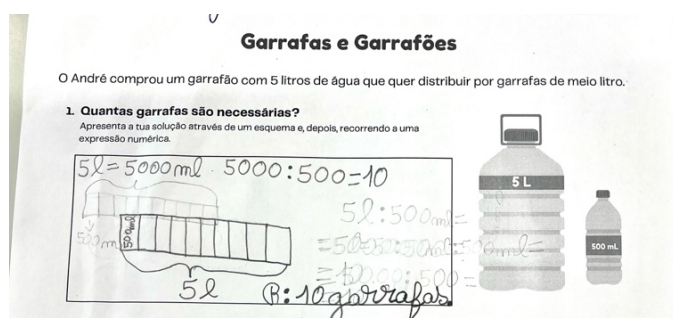 Garrafas e Garrafões
O André comprou um garrafão com 5 litros de água que quer distribuir por garrafas de meio litro.
1. Quantas garrafas são necessárias?
Apresenta a tua solução através de um esquema e, depois, recorrendo a uma
expressão numérica.
5l = 5000 ml 5000:500=10
5l:500ml=
500ml
500ml
5l
R: 10 garrafas.
5 L
500 mL